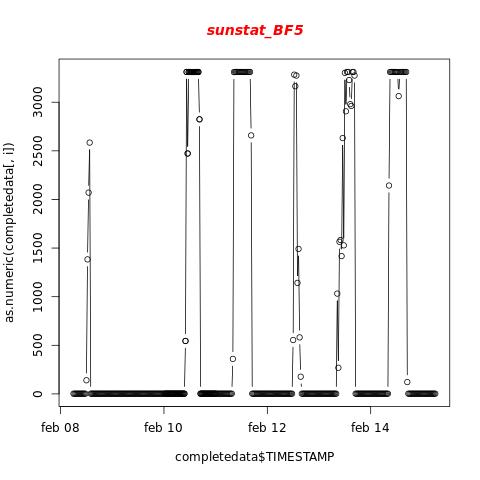 sunstat_BF5
as.numeric(completedata[, i])
3000
2500
2000
1500
1000
500
0
feb 08
feb 10
feb 12
feb 14
completedata$TIMESTAMP